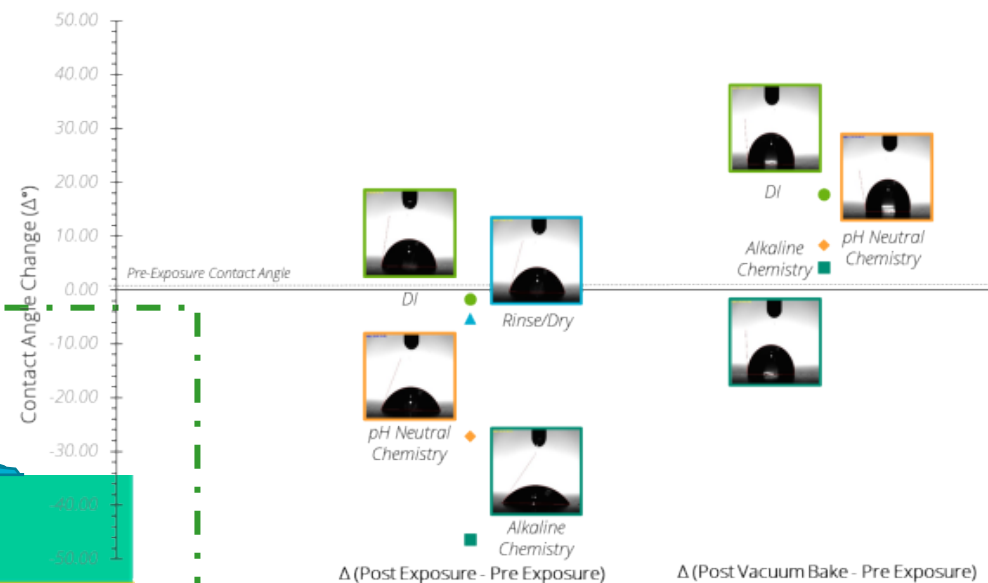 50.00
40.00
30.00
20.00
10.00
0.00
-10.00
-20.00
-30.00
-40.00
-50.00
Contact Angle Change (Δ°)
Pre-Exposure Contact Angle
DI
Rinse/Dry
pH Neutral
Chemistry
Alkaline
Chemistry
DI
pH Neutral
Chemistry
Alkaline
Chemistry
Δ (Post Exposure - Pre Exposure)
Δ (Post Vacuum Bake - Pre Exposure)